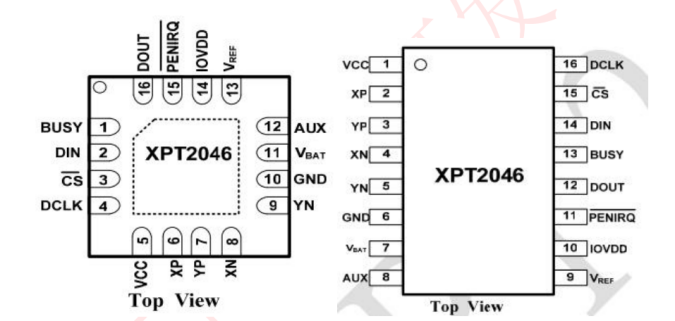 DOUT PENIRQ IOVDD VREF
16 15 14 13
BUSY 1
DIN 2
CS 3
DCLK 4
XPT2046
12 AUX
11 VBAT
10 GND
9 YN
5 6 7 8
VCC XP YP XN
Top View
VCC 1
XP 2
YP 3
XN 4
YN 5
GND 6
VBAT 7
AUX 8
XPT2046
16 DCLK
15 CS
14 DIN
13 BUSY
12 DOUT
11 PENIRQ
10 IOVDD
9 VREF
Top View